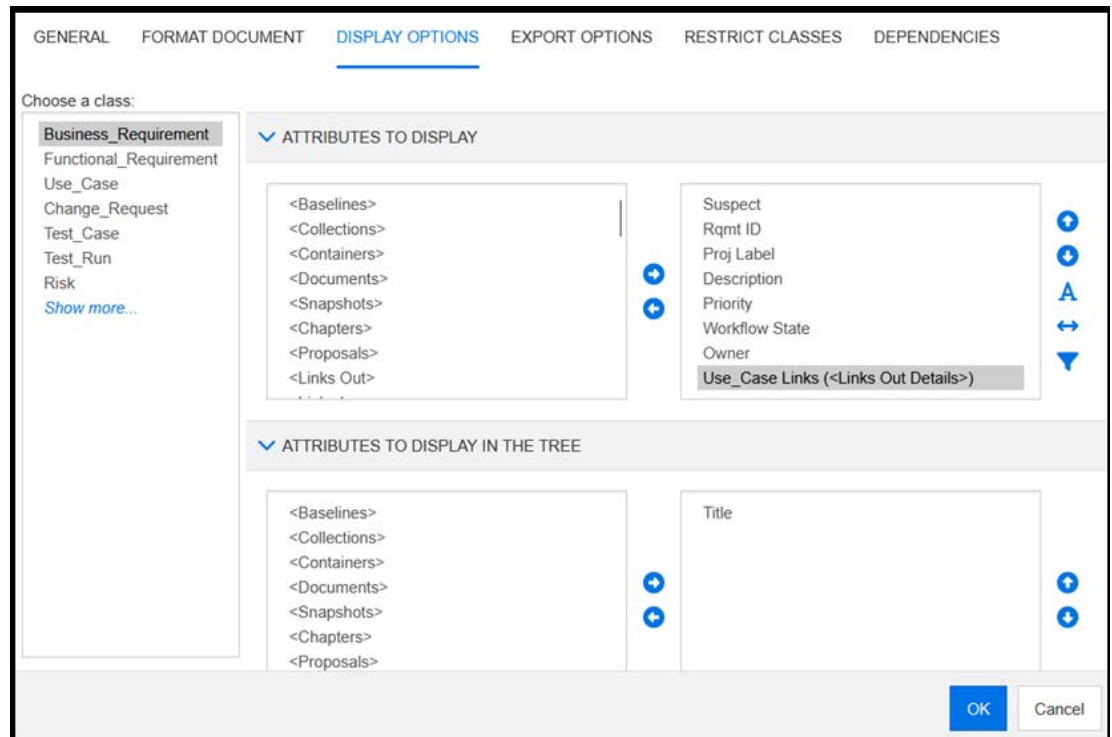 GENERAL FORMAT DOCUMENT DISPLAY OPTIONS EXPORT OPTIONS RESTRICT CLASSES DEPENDENCIES
Choose a class:
Business_Requirement
Functional_Requirement
Use_Case
Change_Request
Test_Case
Test_Run
Risk
Show more...
ATTRIBUTES TO DISPLAY
<Baselines>
<Collections>
<Containers>
<Documents>
<Snapshots>
<Chapters>
<Proposals>
<Links Out>
Suspect
Rqmt ID
Proj Label
Description
Priority
Workflow State
Owner
Use_Case Links (<Links Out Details>)
A
ATTRIBUTES TO DISPLAY IN THE TREE
<Baselines>
<Collections>
<Containers>
<Documents>
<Snapshots>
<Chapters>
<Proposals>
Title
OK Cancel